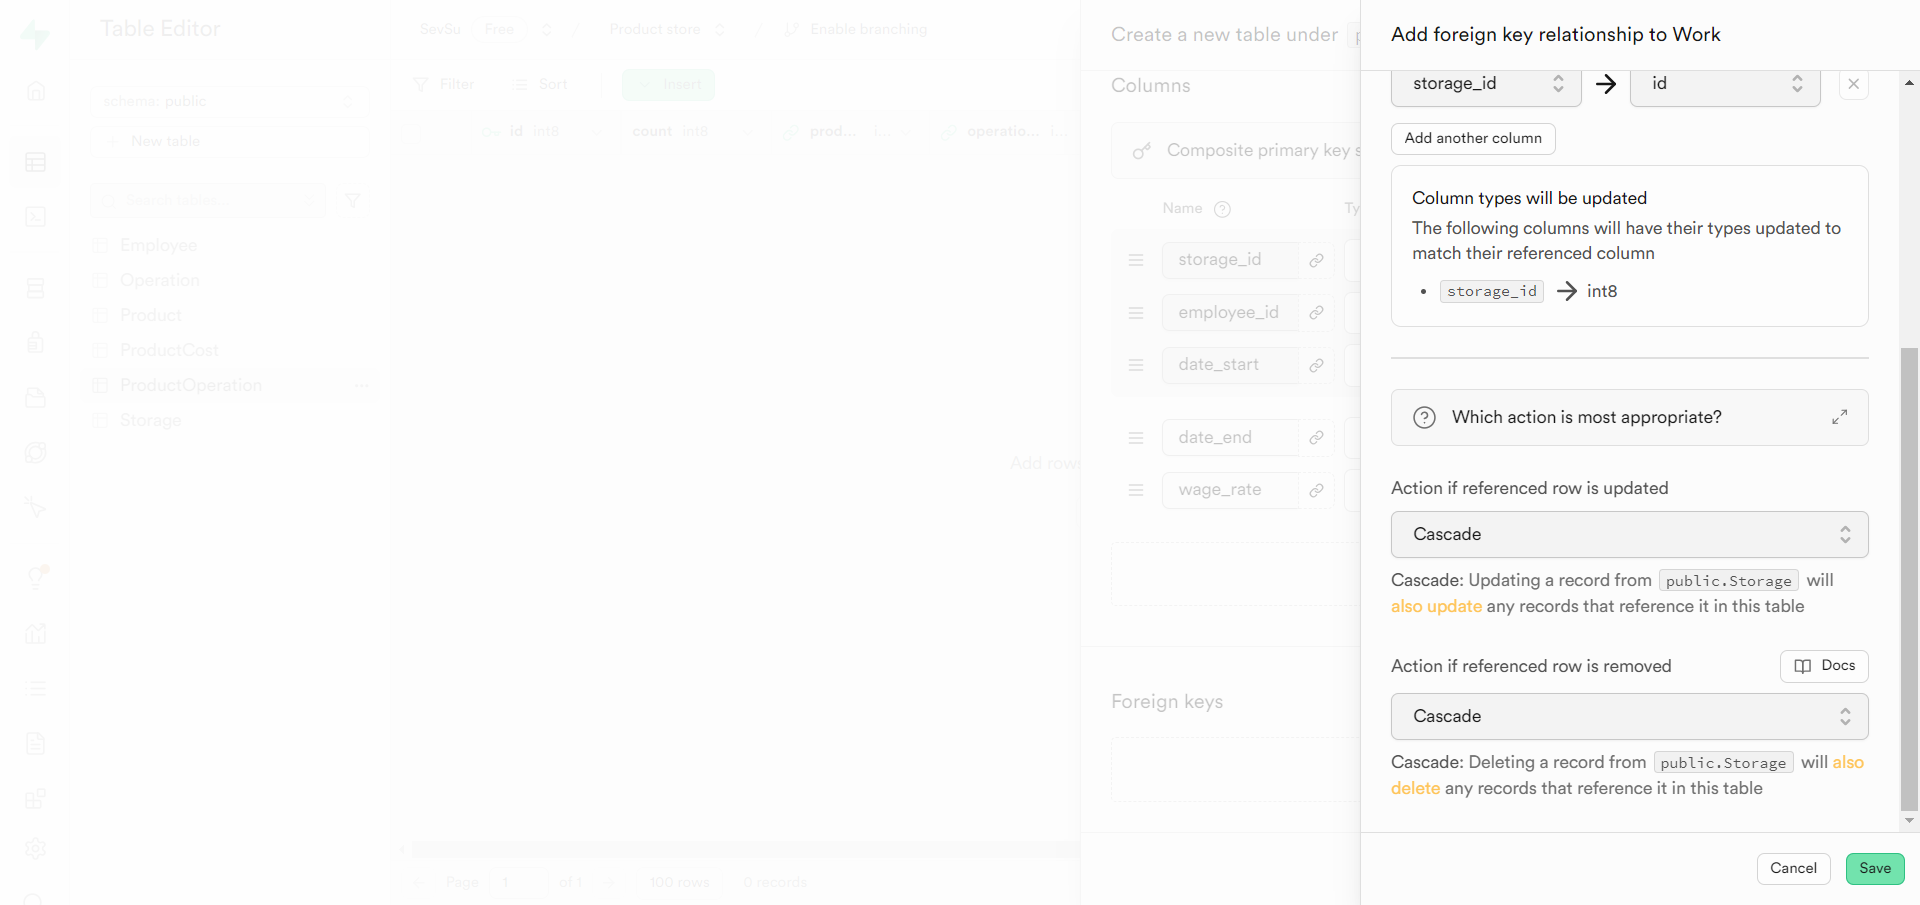 Table Editor
SevSu Free / Product store / Enable branching
schema: public
New table
Search tables...
Employee
Operation
Product
ProductCost
ProductOperation
Storage
Filter Sort Insert
id int8 count int8 prod... i... operatio... i...
Add rows
Page 1 of 1 100 rows 0 records
Create a new table under
Columns
Composite primary key s
Name Ty
storage_id
employee_id
date_start
date_end
wage_rate
Foreign keys
Add foreign key relationship to Work
storage_id id
Add another column
Column types will be updated
The following columns will have their types updated to
match their referenced column
storage_id int8
Which action is most appropriate?
Action if referenced row is updated
Cascade
Cascade: Updating a record from public.Storage will
also update any records that reference it in this table
Action if referenced row is removed Docs
Cascade
Cascade: Deleting a record from public.Storage will also
delete any records that reference it in this table
Cancel Save